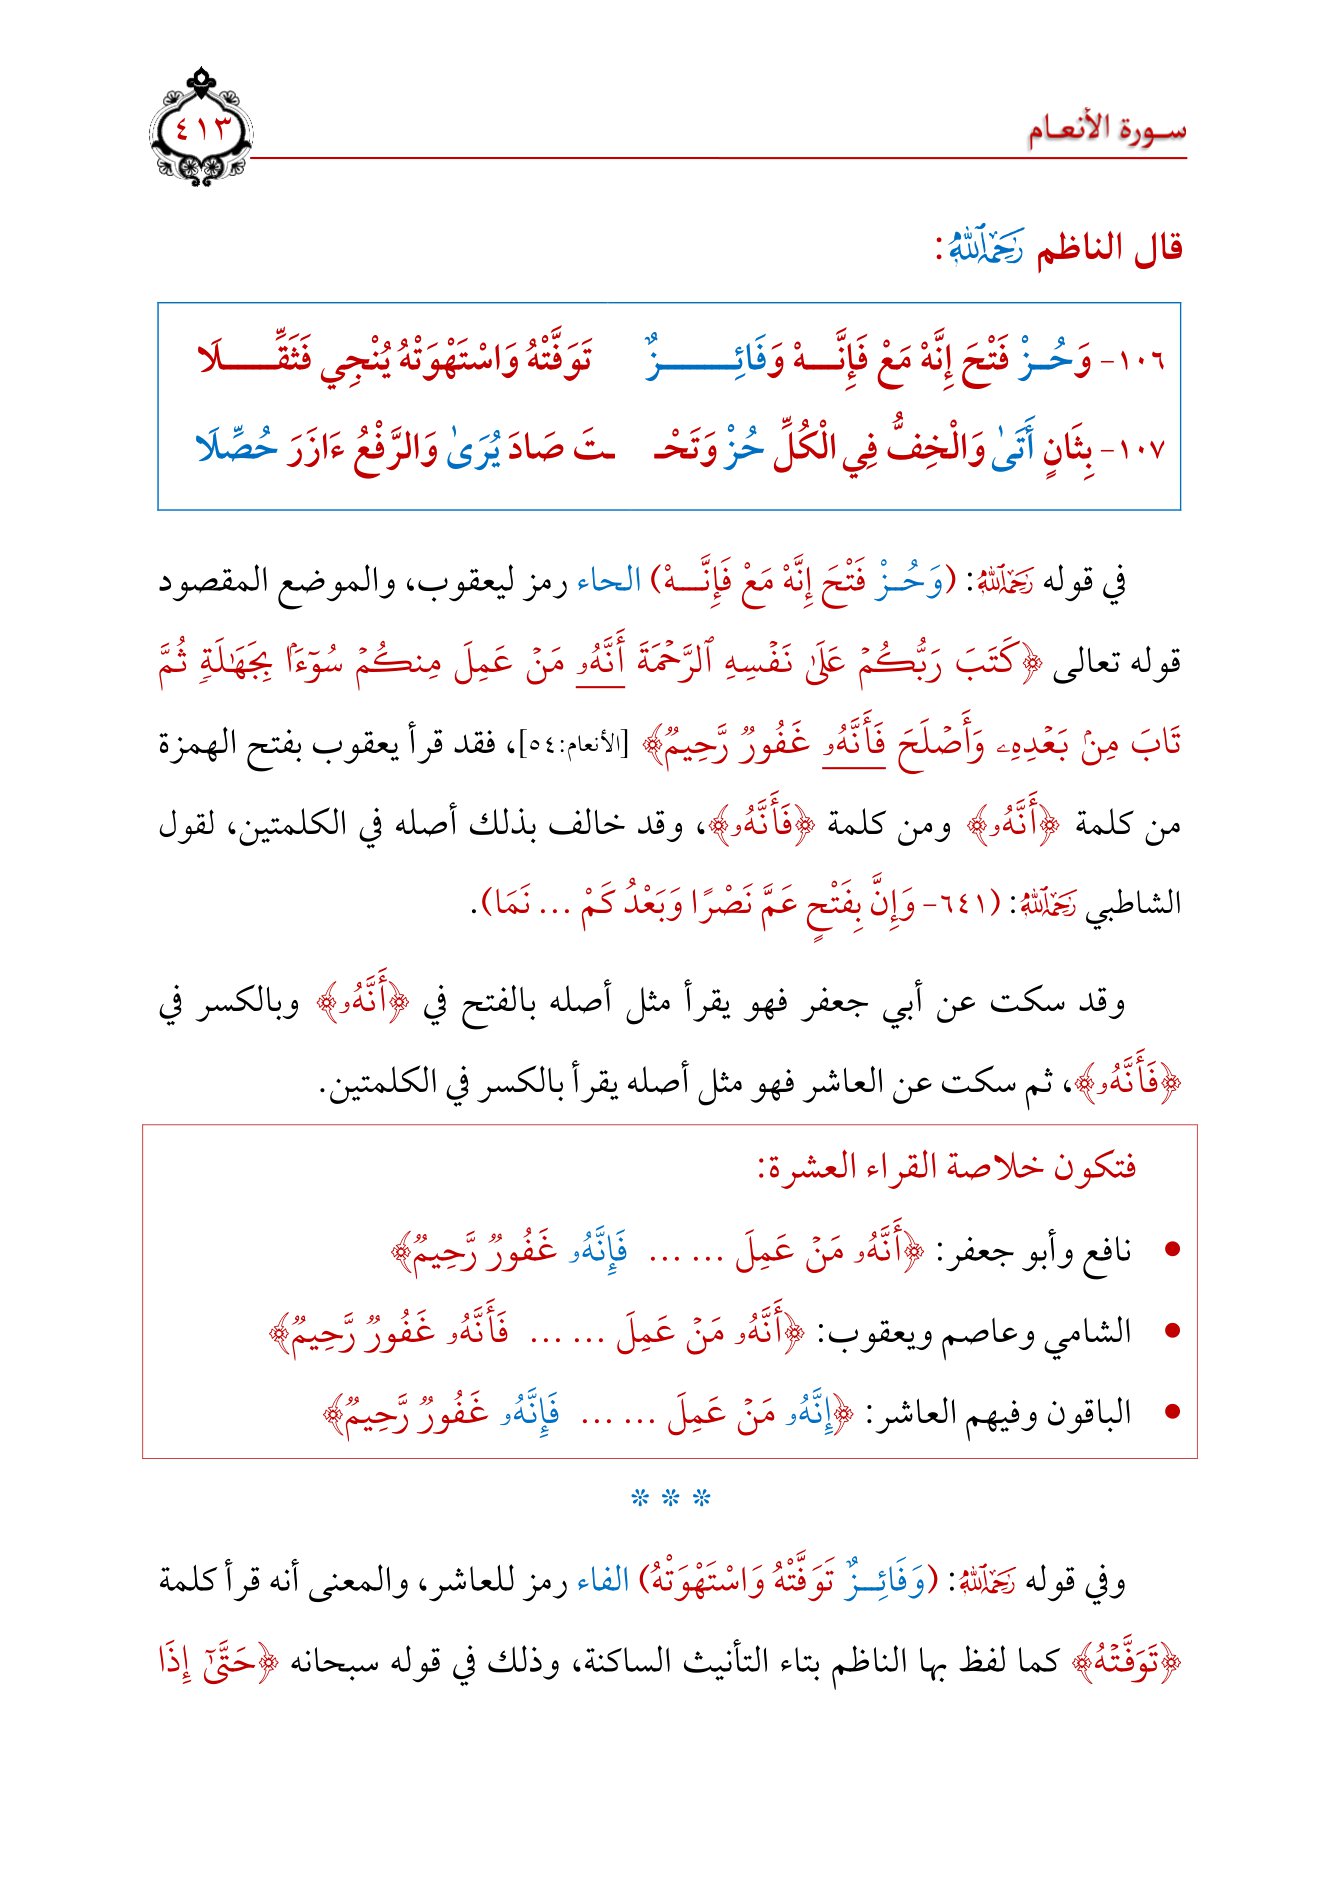 سورة الأنعام
٤١٣
قال الناظم رَحِمَهُ ٱللَّهُ:
١٠٦- وَحُـزْ فَتْحَ إِنَّهْ مَعْ فَإِنَّـــهْ وَفَائِــــــزٌ تَوَفَّتْهُ وَاسْتَهْوَتْهُ يُنْجِي فَثَقِّـــــلَا
١٠٧- بِثَانٍ أَتَىٰ وَالْخِفُّ فِي الْكُلِّ حُزْ وَتَحْـ ـتَ صَادَ يُرَىٰ وَالرَّفْعُ ءَازَرَ حُصِّلَا
في قوله رَحِمَهُ ٱللَّهُ: (وَحُـزْ فَتْحَ إِنَّهْ مَعْ فَإِنَّـــهْ) الحاء رمز ليعقوب، والموضع المقصود
قوله تعالى ﴿كَتَبَ رَبُّكُمۡ عَلَىٰ نَفۡسِهِ ٱلرَّحۡمَةَ أَنَّهُۥ مَنۡ عَمِلَ مِنكُمۡ سُوٓءَۢا بِجَهَٰلَةٖ ثُمَّ
تَابَ مِنۢ بَعۡدِهِۦ وَأَصۡلَحَ فَأَنَّهُۥ غَفُورٞ رَّحِيمٞ﴾ [الأنعام:٥٤]، فقد قرأ يعقوب بفتح الهمزة
من كلمة ﴿أَنَّهُۥ﴾ ومن كلمة ﴿فَأَنَّهُۥ﴾، وقد خالف بذلك أصله في الكلمتين، لقول
الشاطبي رَحِمَهُ ٱللَّهُ: (٦٤١- وَإِنَّ بِفَتْحٍ عَمَّ نَصْرًا وَبَعْدُ كَمْ ... نَمَا).
وقد سكت عن أبي جعفر فهو يقرأ مثل أصله بالفتح في ﴿أَنَّهُۥ﴾ وبالكسر في
﴿فَأَنَّهُۥ﴾، ثم سكت عن العاشر فهو مثل أصله يقرأ بالكسر في الكلمتين.
فتكون خلاصة القراء العشرة:
• نافع وأبو جعفر: ﴿أَنَّهُۥ مَنۡ عَمِلَ ... ... فَإِنَّهُۥ غَفُورٞ رَّحِيمٞ﴾
• الشامي وعاصم ويعقوب: ﴿أَنَّهُۥ مَنۡ عَمِلَ ... ... فَأَنَّهُۥ غَفُورٞ رَّحِيمٞ﴾
• الباقون وفيهم العاشر: ﴿إِنَّهُۥ مَنۡ عَمِلَ ... ... فَإِنَّهُۥ غَفُورٞ رَّحِيمٞ﴾
* * *
وفي قوله رَحِمَهُ ٱللَّهُ: (وَفَائِـــزٌ تَوَفَّتْهُ وَاسْتَهْوَتْهُ) الفاء رمز للعاشر، والمعنى أنه قرأ كلمة
﴿تَوَفَّتۡهُ﴾ كما لفظ بها الناظم بتاء التأنيث الساكنة، وذلك في قوله سبحانه ﴿حَتَّىٰٓ إِذَا